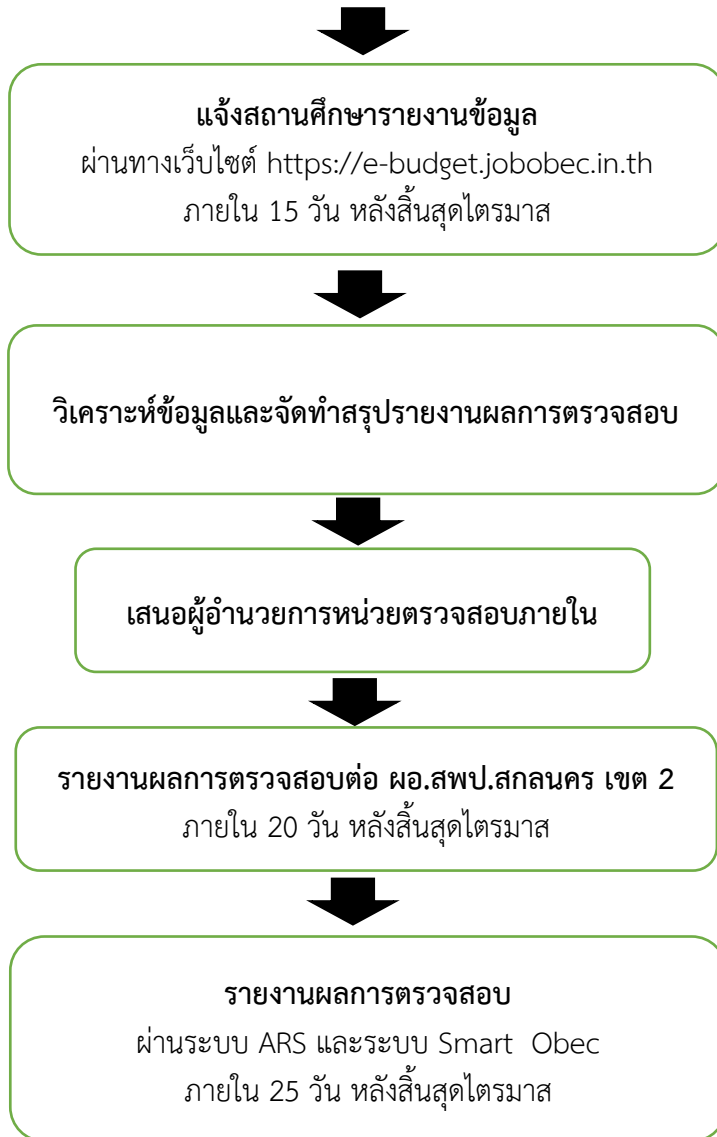 แจ้งสถานศึกษารายงานข้อมูล
ผ่านทางเว็บไซต์ https://e-budget.jobobec.in.th
ภายใน 15 วัน หลังสิ้นสุดไตรมาส
วิเคราะห์ข้อมูลและจัดทำสรุปรายงานผลการตรวจสอบ
เสนอผู้อำนวยการหน่วยตรวจสอบภายใน
รายงานผลการตรวจสอบต่อ ผอ.สพป.สกลนคร เขต 2
ภายใน 20 วัน หลังสิ้นสุดไตรมาส
รายงานผลการตรวจสอบ
ผ่านระบบ ARS และระบบ Smart Obec
ภายใน 25 วัน หลังสิ้นสุดไตรมาส